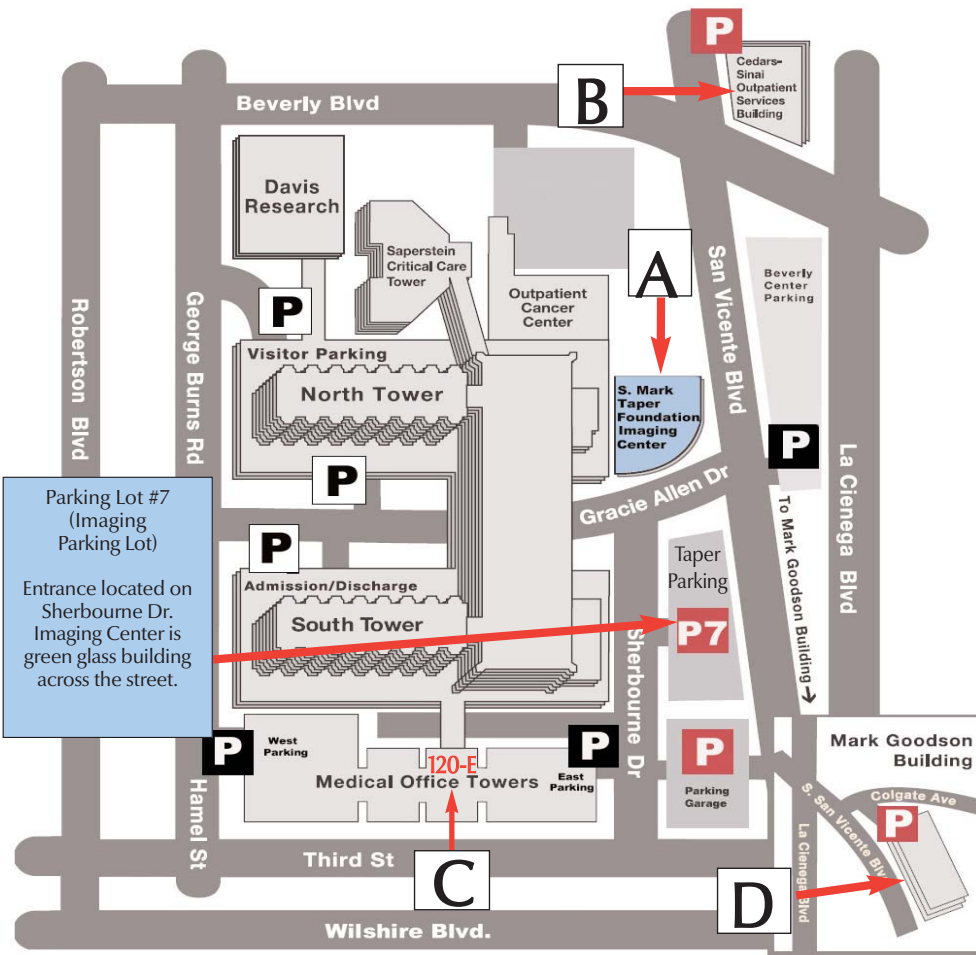 P
Cedars-
Sinai
Outpatient
Services
Building
B
Beverly Blvd
Davis
Research
Saperstein
Critical Care
Tower
Outpatient
Cancer
Center
A
San Vicente Blvd
Beverly
Center
Parking
Robertson Blvd
George Burns Rd
P
Visitor Parking
North Tower
S. Mark
Taper
Foundation
Imaging
Center
P
La Cienega Blvd
P
Gracie Allen Dr
To Mark Goodson Building →
Parking Lot #7
(Imaging
Parking Lot)
Entrance located on
Sherbourne Dr.
Imaging Center is
green glass building
across the street.
P
Admission/Discharge
South Tower
Taper
Parking
P7
Sherbourne Dr
P
West
Parking
120-E
Medical Office Towers
P
East
Parking
P
Parking
Garage
Mark Goodson
Building
Colgate Ave
P
S. San Vicente Blv
La Cienega Blvd
Hamel St
Third St
C
D
Wilshire Blvd.